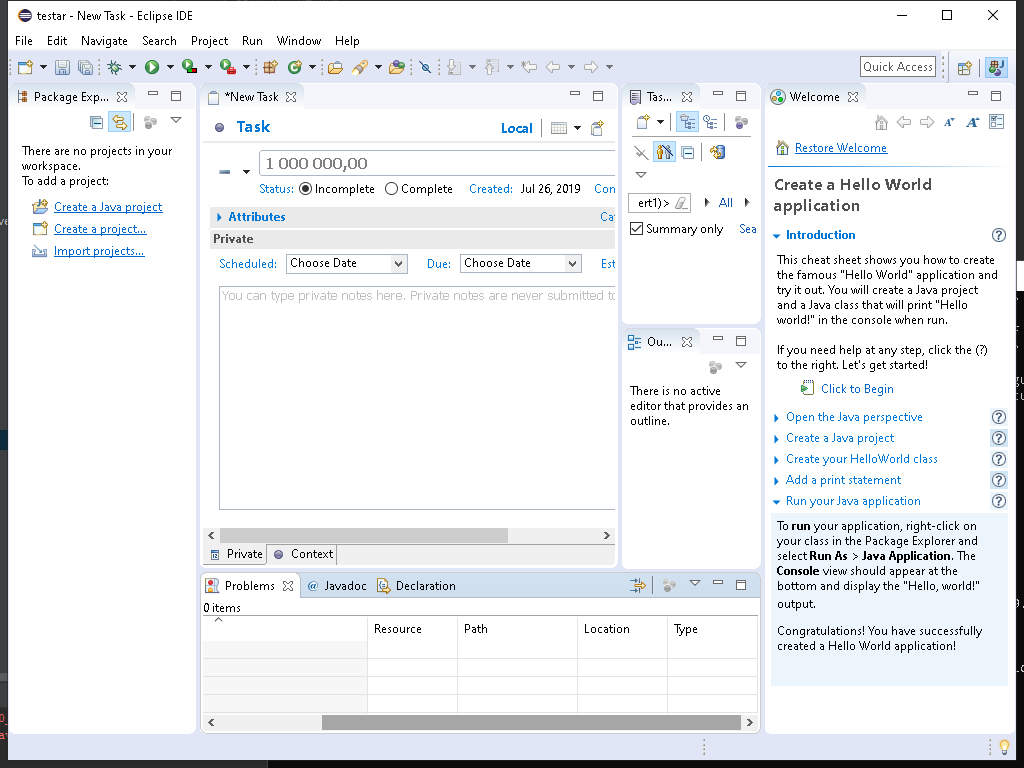 testar - New Task - Eclipse IDE
File Edit Navigate Search Project Run Window Help
Quick Access
Package Exp...
There are no projects in your
workspace.
To add a project:
Create a Java project
Create a project...
Import projects...
*New Task
Task
Local
1 000 000,00
Status: Incomplete Complete Created: Jul 26, 2019 Con
Attributes Ca
Private
Scheduled: Choose Date Due: Choose Date Est
You can type private notes here. Private notes are never submitted to
Private Context
Tas...
ert1)> All
Summary only Sea
Ou...
There is no active
editor that provides an
outline.
Problems @ Javadoc Declaration
0 items
Resource Path Location Type
Welcome
Restore Welcome
Create a Hello World
application
Introduction
This cheat sheet shows you how to create
the famous "Hello World" application and
try it out. You will create a Java project
and a Java class that will print "Hello
world!" in the console when run.
If you need help at any step, click the (?)
to the right. Let's get started!
Click to Begin
Open the Java perspective
Create a Java project
Create your HelloWorld class
Add a print statement
Run your Java application
To run your application, right-click on
your class in the Package Explorer and
select Run As > Java Application. The
Console view should appear at the
bottom and display the "Hello, world!"
output.
Congratulations! You have successfully
created a Hello World application!